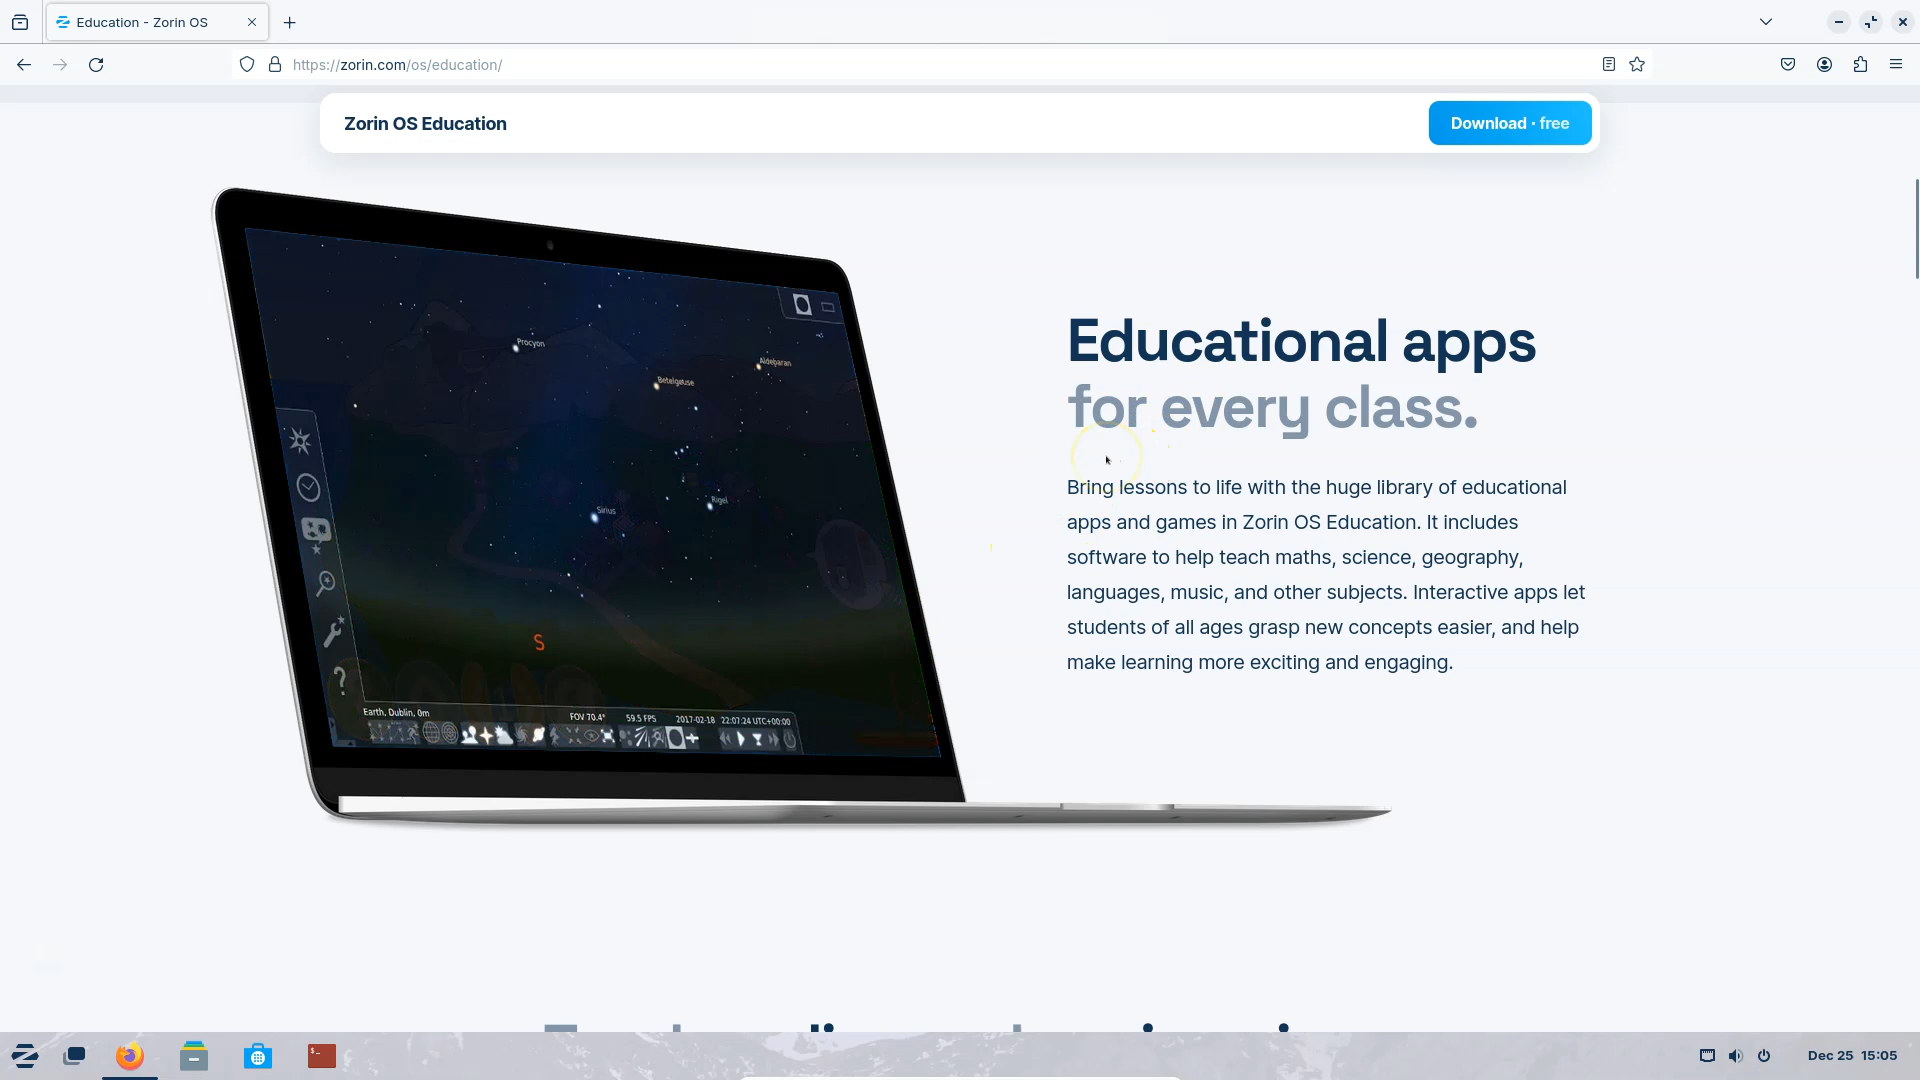 Education - Zorin OS
https://zorin.com/os/education/
Zorin OS Education
Download · free
Procyon
Aldebaran
Betelgeuse
Rigel
Sirius
S
?
Earth, Dublin, 0m
FOV 70.4°
59.5 FPS
2017-02-18 22:07:24 UTC+00:00
Educational apps
for every class.
Bring lessons to life with the huge library of educational
apps and games in Zorin OS Education. It includes
software to help teach maths, science, geography,
languages, music, and other subjects. Interactive apps let
students of all ages grasp new concepts easier, and help
make learning more exciting and engaging.
Dec 25 15:05